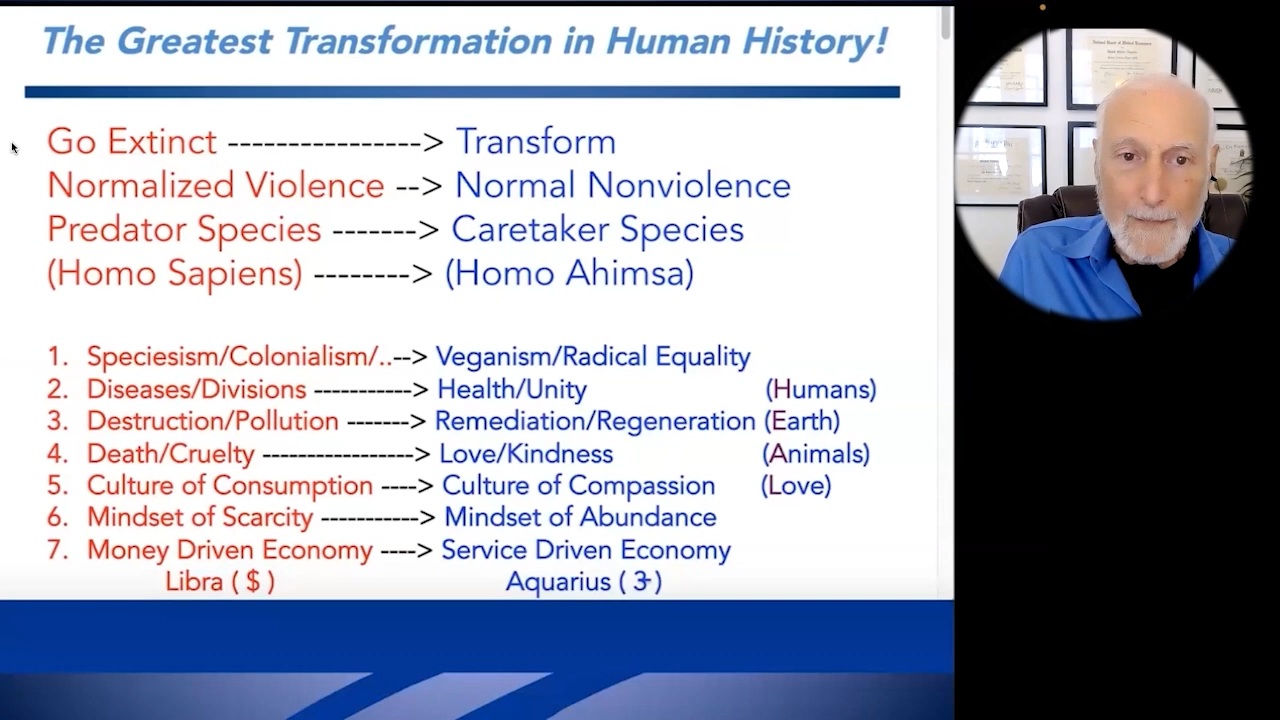 The Greatest Transformation in Human History!
Go Extinct ----------------> Transform
Normalized Violence --> Normal Nonviolence
Predator Species -------> Caretaker Species
(Homo Sapiens) --------> (Homo Ahimsa)
1. Speciesism/Colonialism/..--> Veganism/Radical Equality
2. Diseases/Divisions -----------> Health/Unity (Humans)
3. Destruction/Pollution -------> Remediation/Regeneration (Earth)
4. Death/Cruelty ----------------> Love/Kindness (Animals)
5. Culture of Consumption ----> Culture of Compassion (Love)
6. Mindset of Scarcity -----------> Mindset of Abundance
7. Money Driven Economy ----> Service Driven Economy
Libra ( $ ) Aquarius ( )